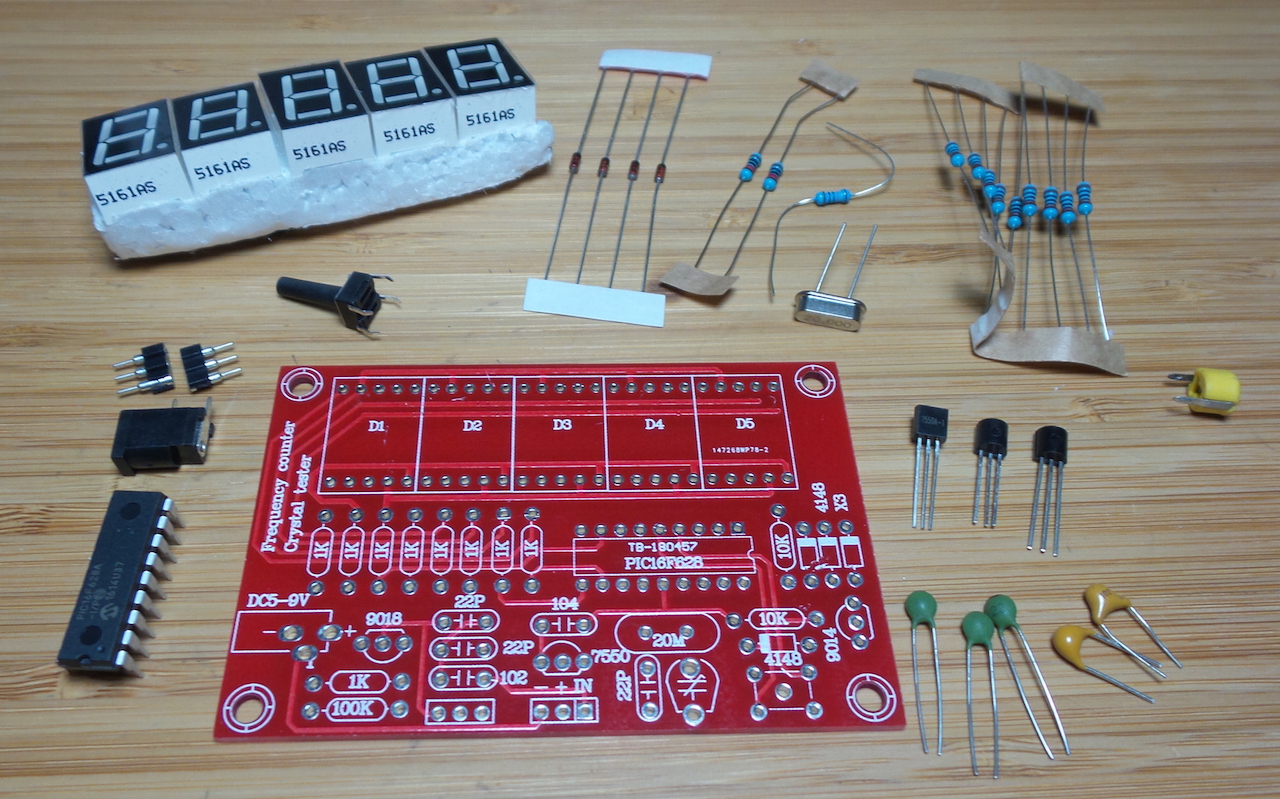 5161AS
5161AS
5161AS
5161AS
5161AS
D1
D2
D3
D4
D5
147268WP78-2
Frequency counter
Crystal tester
4148
X3
1K
1K
1K
1K
1K
1K
1K
1K
TB-180457
PIC16F628
10K
PIC16F628A
DC5-9V
- +
9018
22P
104
10K
20M
22P
7550
4148
9014
1K
102
- + IN
22P
100K